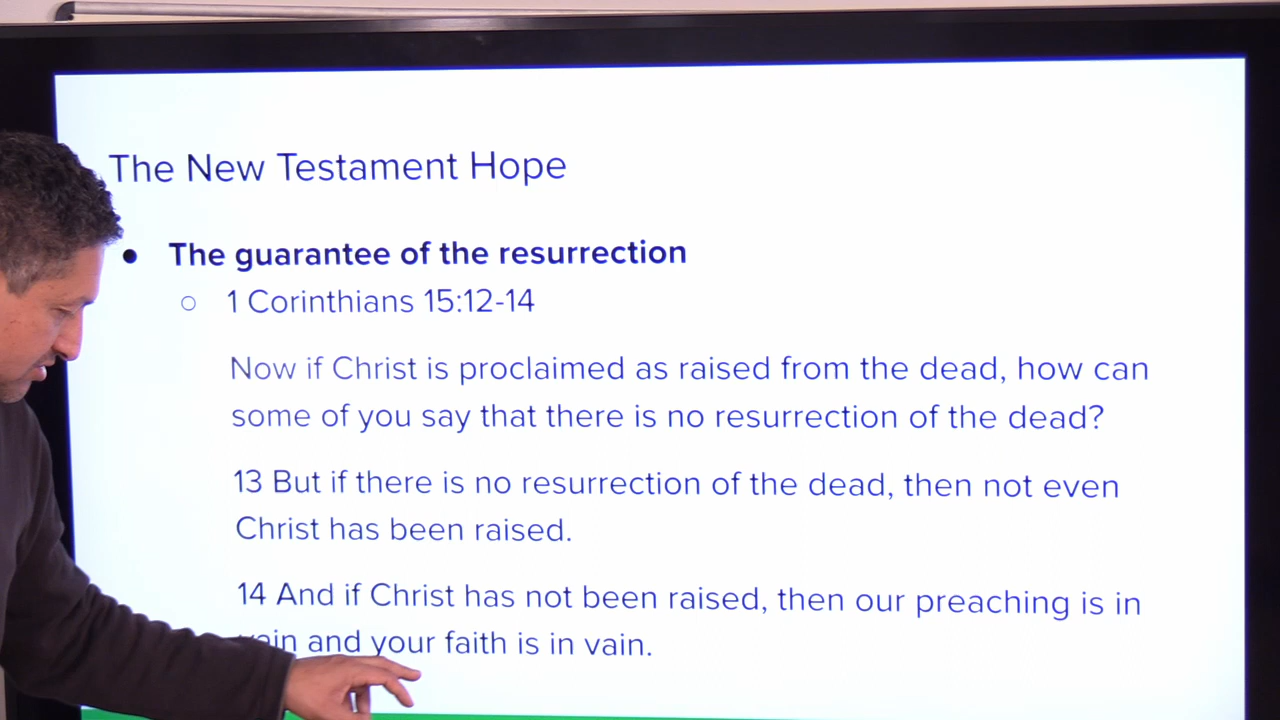 The New Testament Hope
● The guarantee of the resurrection
○ 1 Corinthians 15:12-14
Now if Christ is proclaimed as raised from the dead, how can
some of you say that there is no resurrection of the dead?
13 But if there is no resurrection of the dead, then not even
Christ has been raised.
14 And if Christ has not been raised, then our preaching is in
vain and your faith is in vain.